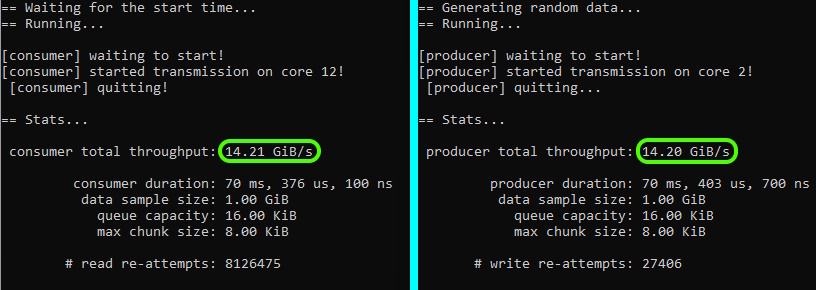 == Waiting for the start time...
== Running...
[consumer] waiting to start!
[consumer] started transmission on core 12!
[consumer] quitting!
== Stats...
consumer total throughput: 14.21 GiB/s
consumer duration: 70 ms, 376 us, 100 ns
data sample size: 1.00 GiB
queue capacity: 16.00 KiB
max chunk size: 8.00 KiB
# read re-attempts: 8126475
== Generating random data...
== Running...
[producer] waiting to start!
[producer] started transmission on core 2!
[producer] quitting...
== Stats...
producer total throughput: 14.20 GiB/s
producer duration: 70 ms, 403 us, 700 ns
data sample size: 1.00 GiB
queue capacity: 16.00 KiB
max chunk size: 8.00 KiB
# write re-attempts: 27406